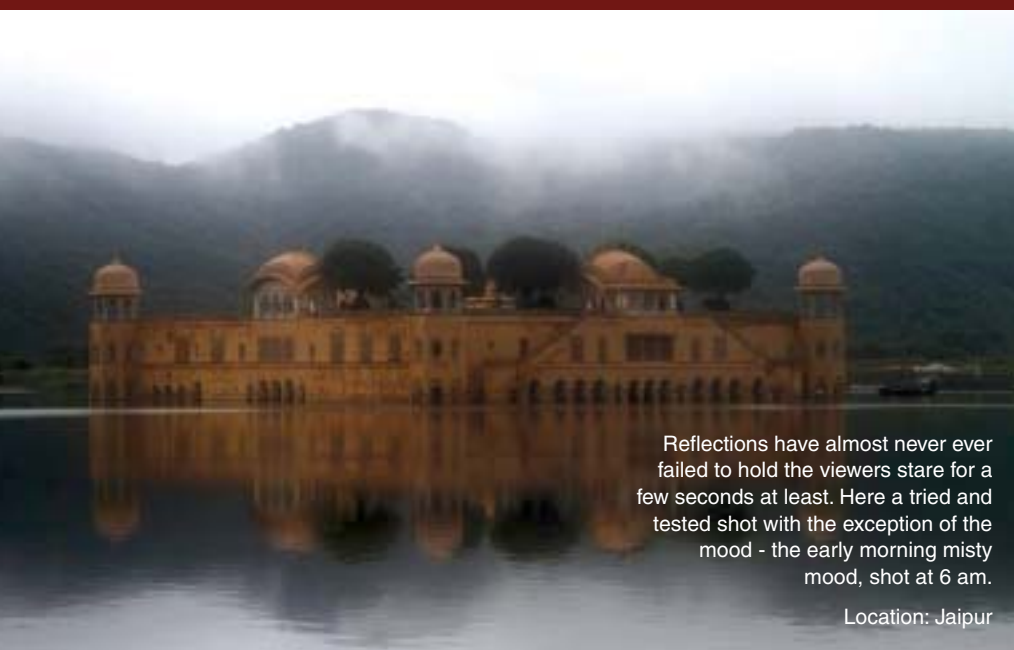 Reflections have almost never ever
failed to hold the viewers stare for a
few seconds at least. Here a tried and
tested shot with the exception of the
mood - the early morning misty
mood, shot at 6 am.
Location: Jaipur